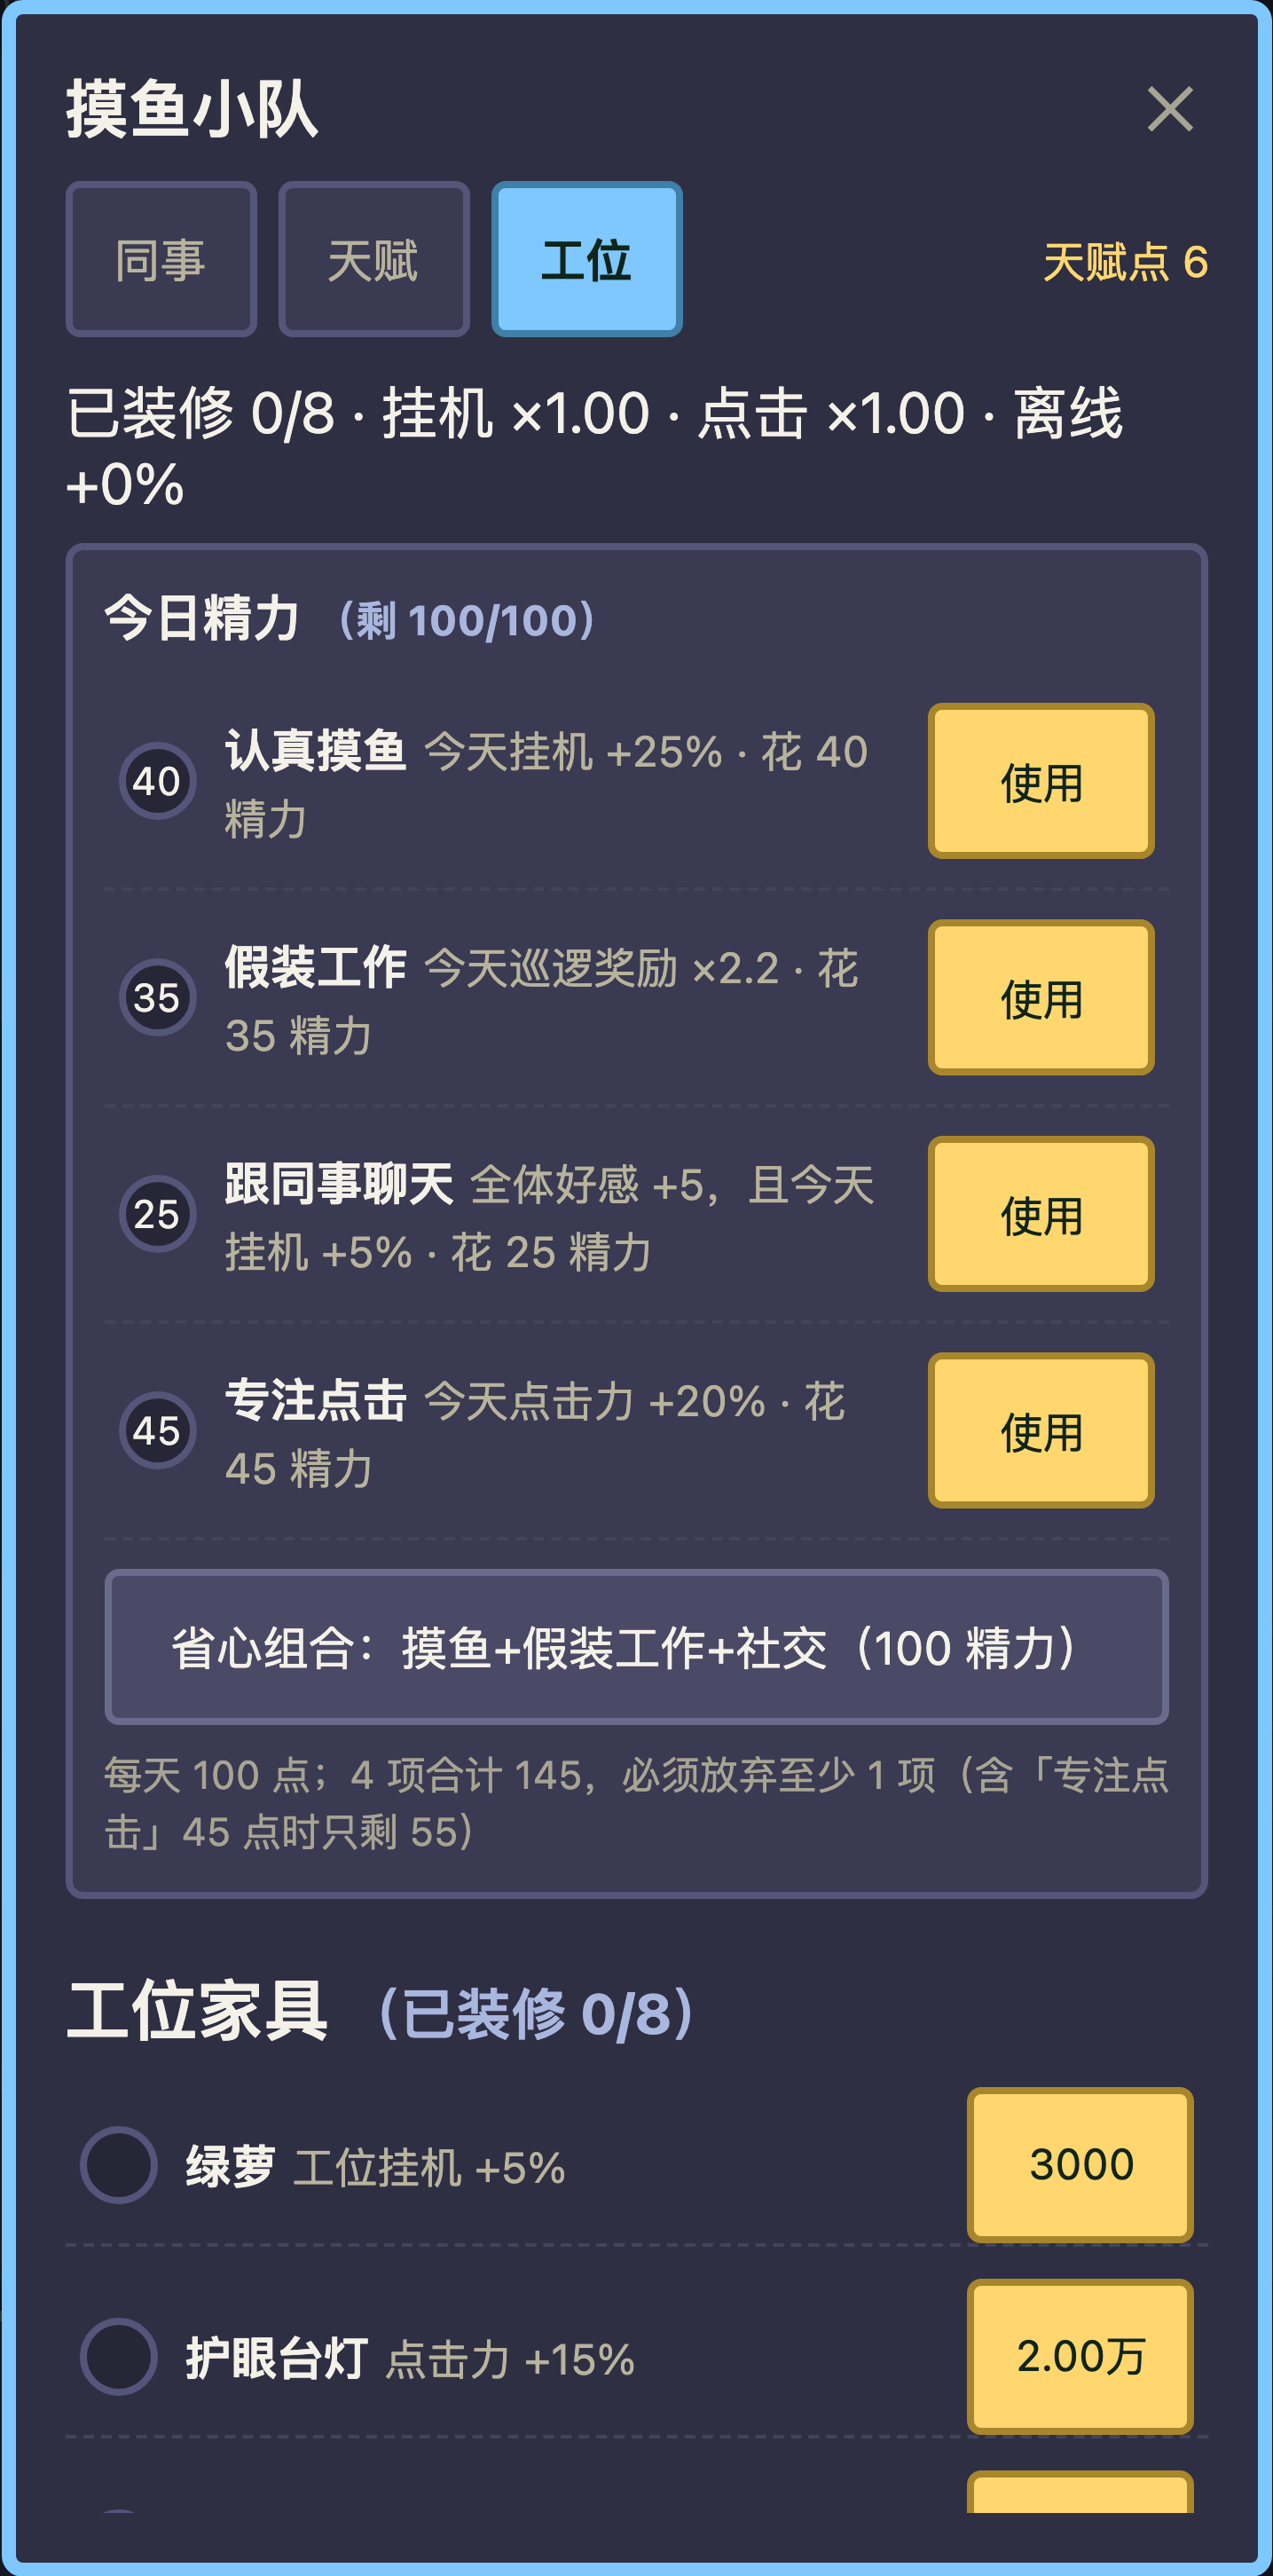 摸鱼小队
同事
天赋
工位
天赋点 6
已装修 0/8 · 挂机 ×1.00 · 点击 ×1.00 · 离线
+0%
今日精力 （剩 100/100）
40
认真摸鱼 今天挂机 +25% · 花 40
精力
使用
35
假装工作 今天巡逻奖励 ×2.2 · 花
35 精力
使用
25
跟同事聊天 全体好感 +5，且今天
挂机 +5% · 花 25 精力
使用
45
专注点击 今天点击力 +20% · 花
45 精力
使用
省心组合：摸鱼+假装工作+社交（100 精力）
每天 100 点；4 项合计 145，必须放弃至少 1 项（含「专注点
击」45 点时只剩 55）
工位家具 （已装修 0/8）
绿萝 工位挂机 +5%
3000
护眼台灯 点击力 +15%
2.00万